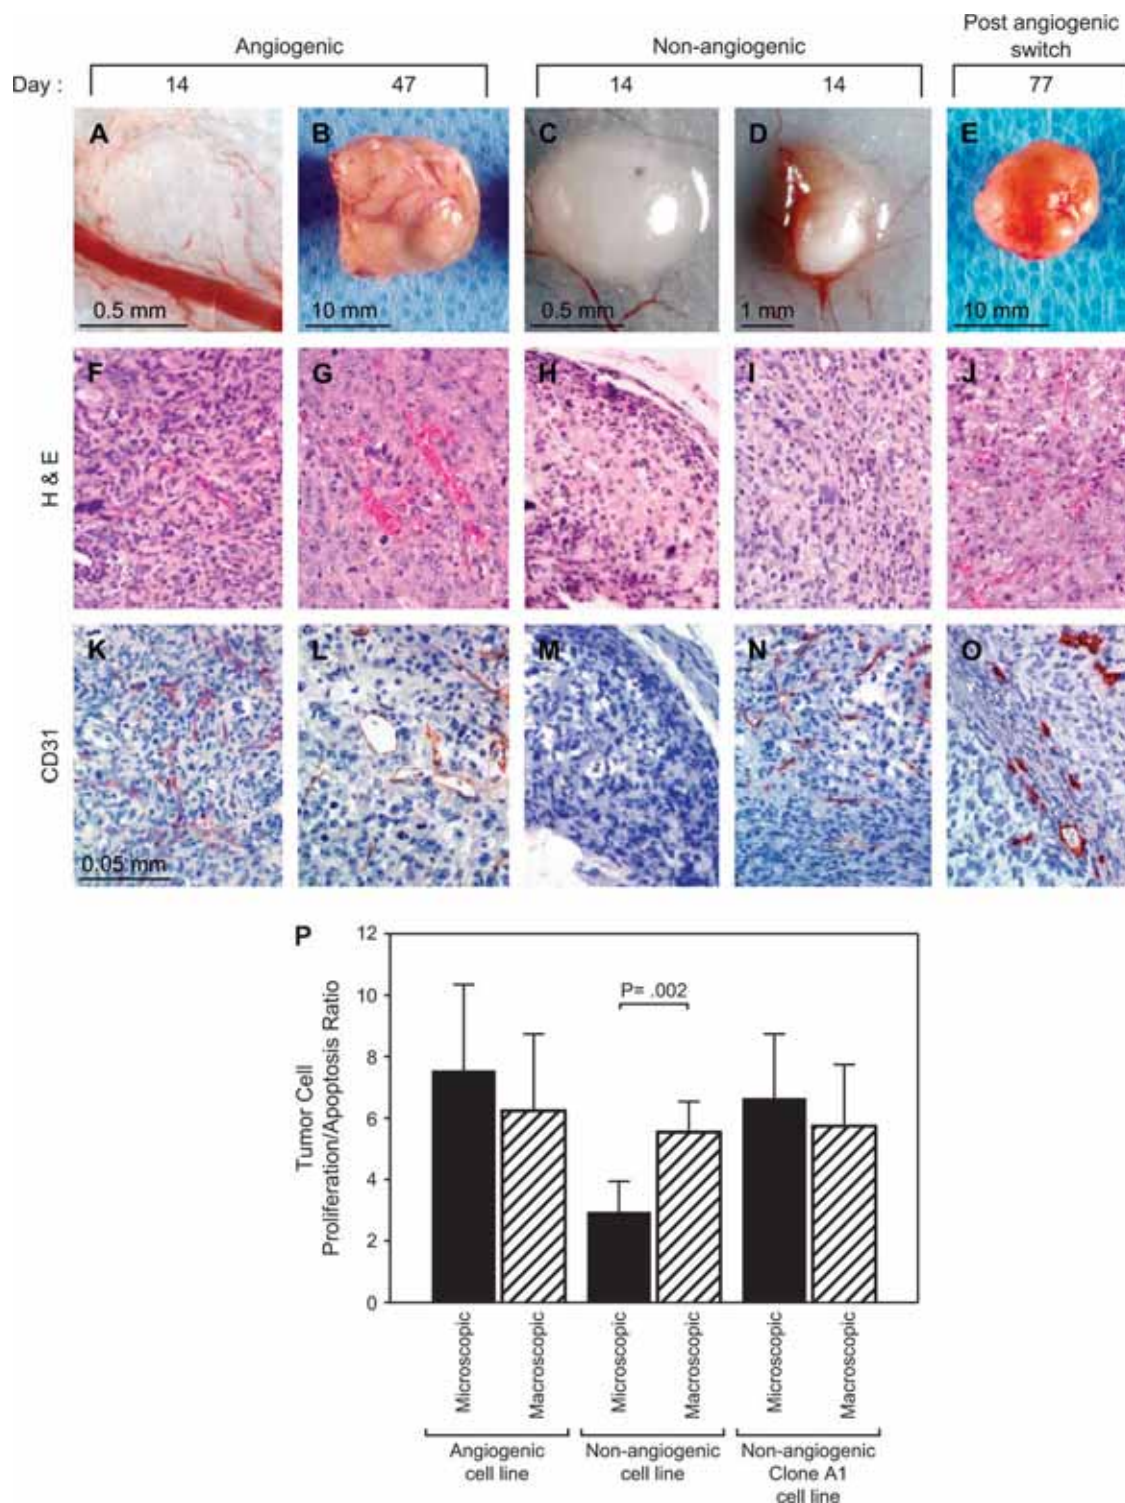 Angiogenic
Non-angiogenic
Post angiogenic
switch
Day :
14
47
14
14
77
A
B
C
D
E
0.5 mm
10 mm
0.5 mm
1 mm
10 mm
H & E
F
G
H
I
J
CD31
K
L
M
N
O
0.05 mm
P
Tumor Cell
Proliferation/Apoptosis Ratio
12
10
8
6
4
2
0
P= .002
Microscopic
Macroscopic
Microscopic
Macroscopic
Microscopic
Macroscopic
Angiogenic
cell line
Non-angiogenic
cell line
Non-angiogenic
Clone A1
cell line